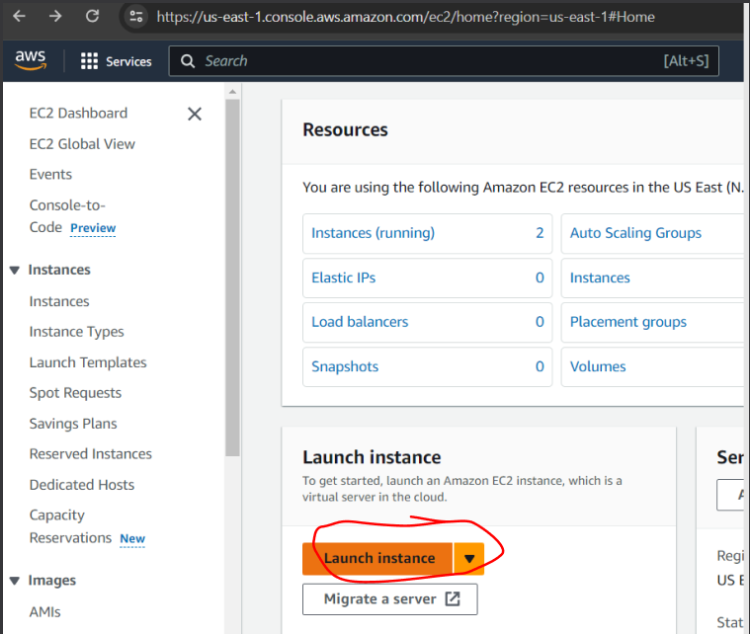 https://us-east-1.console.aws.amazon.com/ec2/home?region=us-east-1#Home
aws
Services
Search
[Alt+S]
EC2 Dashboard
EC2 Global View
Events
Console-to-
Code Preview
Instances
Instances
Instance Types
Launch Templates
Spot Requests
Savings Plans
Reserved Instances
Dedicated Hosts
Capacity
Reservations New
Images
AMIs
Resources
You are using the following Amazon EC2 resources in the US East (N.
Instances (running) 2
Auto Scaling Groups
Elastic IPs 0
Instances
Load balancers 0
Placement groups
Snapshots 0
Volumes
Launch instance
To get started, launch an Amazon EC2 instance, which is a
virtual server in the cloud.
Launch instance
Migrate a server